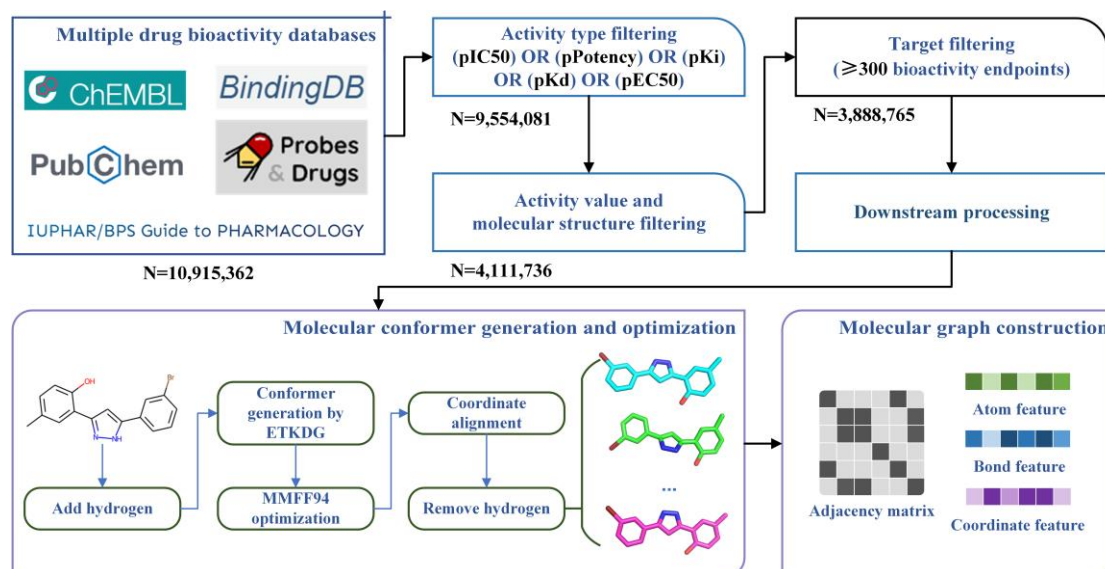 Multiple drug bioactivity databases
ChEMBL
BindingDB
PubChem
Probes
& Drugs
IUPHAR/BPS Guide to PHARMACOLOGY
N=10,915,362
Activity type filtering
(pIC50) OR (pPotency) OR (pKi)
OR (pKd) OR (pEC50)
N=9,554,081
Activity value and
molecular structure filtering
N=4,111,736
Target filtering
(≥300 bioactivity endpoints)
N=3,888,765
Downstream processing
Molecular conformer generation and optimization
OH
Br
N
NH
Add hydrogen
Conformer
generation by
ETKDG
MMFF94
optimization
Coordinate
alignment
Remove hydrogen
...
Molecular graph construction
Adjacency matrix
Atom feature
Bond feature
Coordinate feature